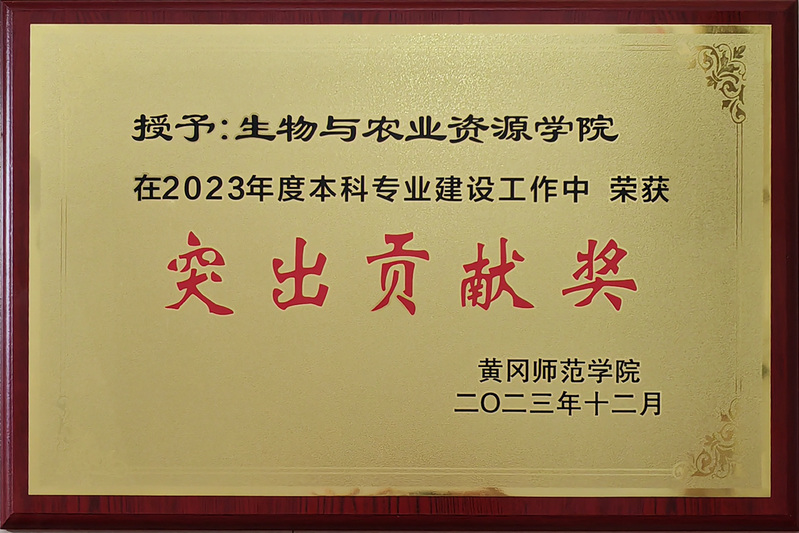 授予:生物与农业资源学院
在2023年度本科专业建设工作中 荣获
突出贡献奖
黄冈师范学院
二〇二三年十二月